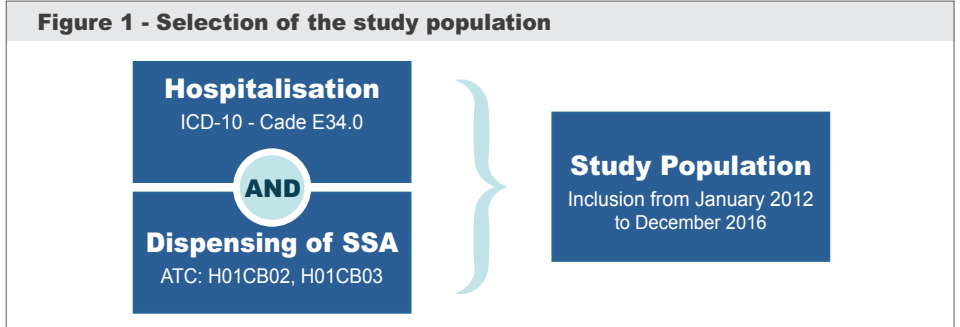 Figure 1 - Selection of the study population
Hospitalisation
ICD-10 - Cade E34.0
AND
Dispensing of SSA
ATC: H01CB02, H01CB03
Study Population
Inclusion from January 2012
to December 2016